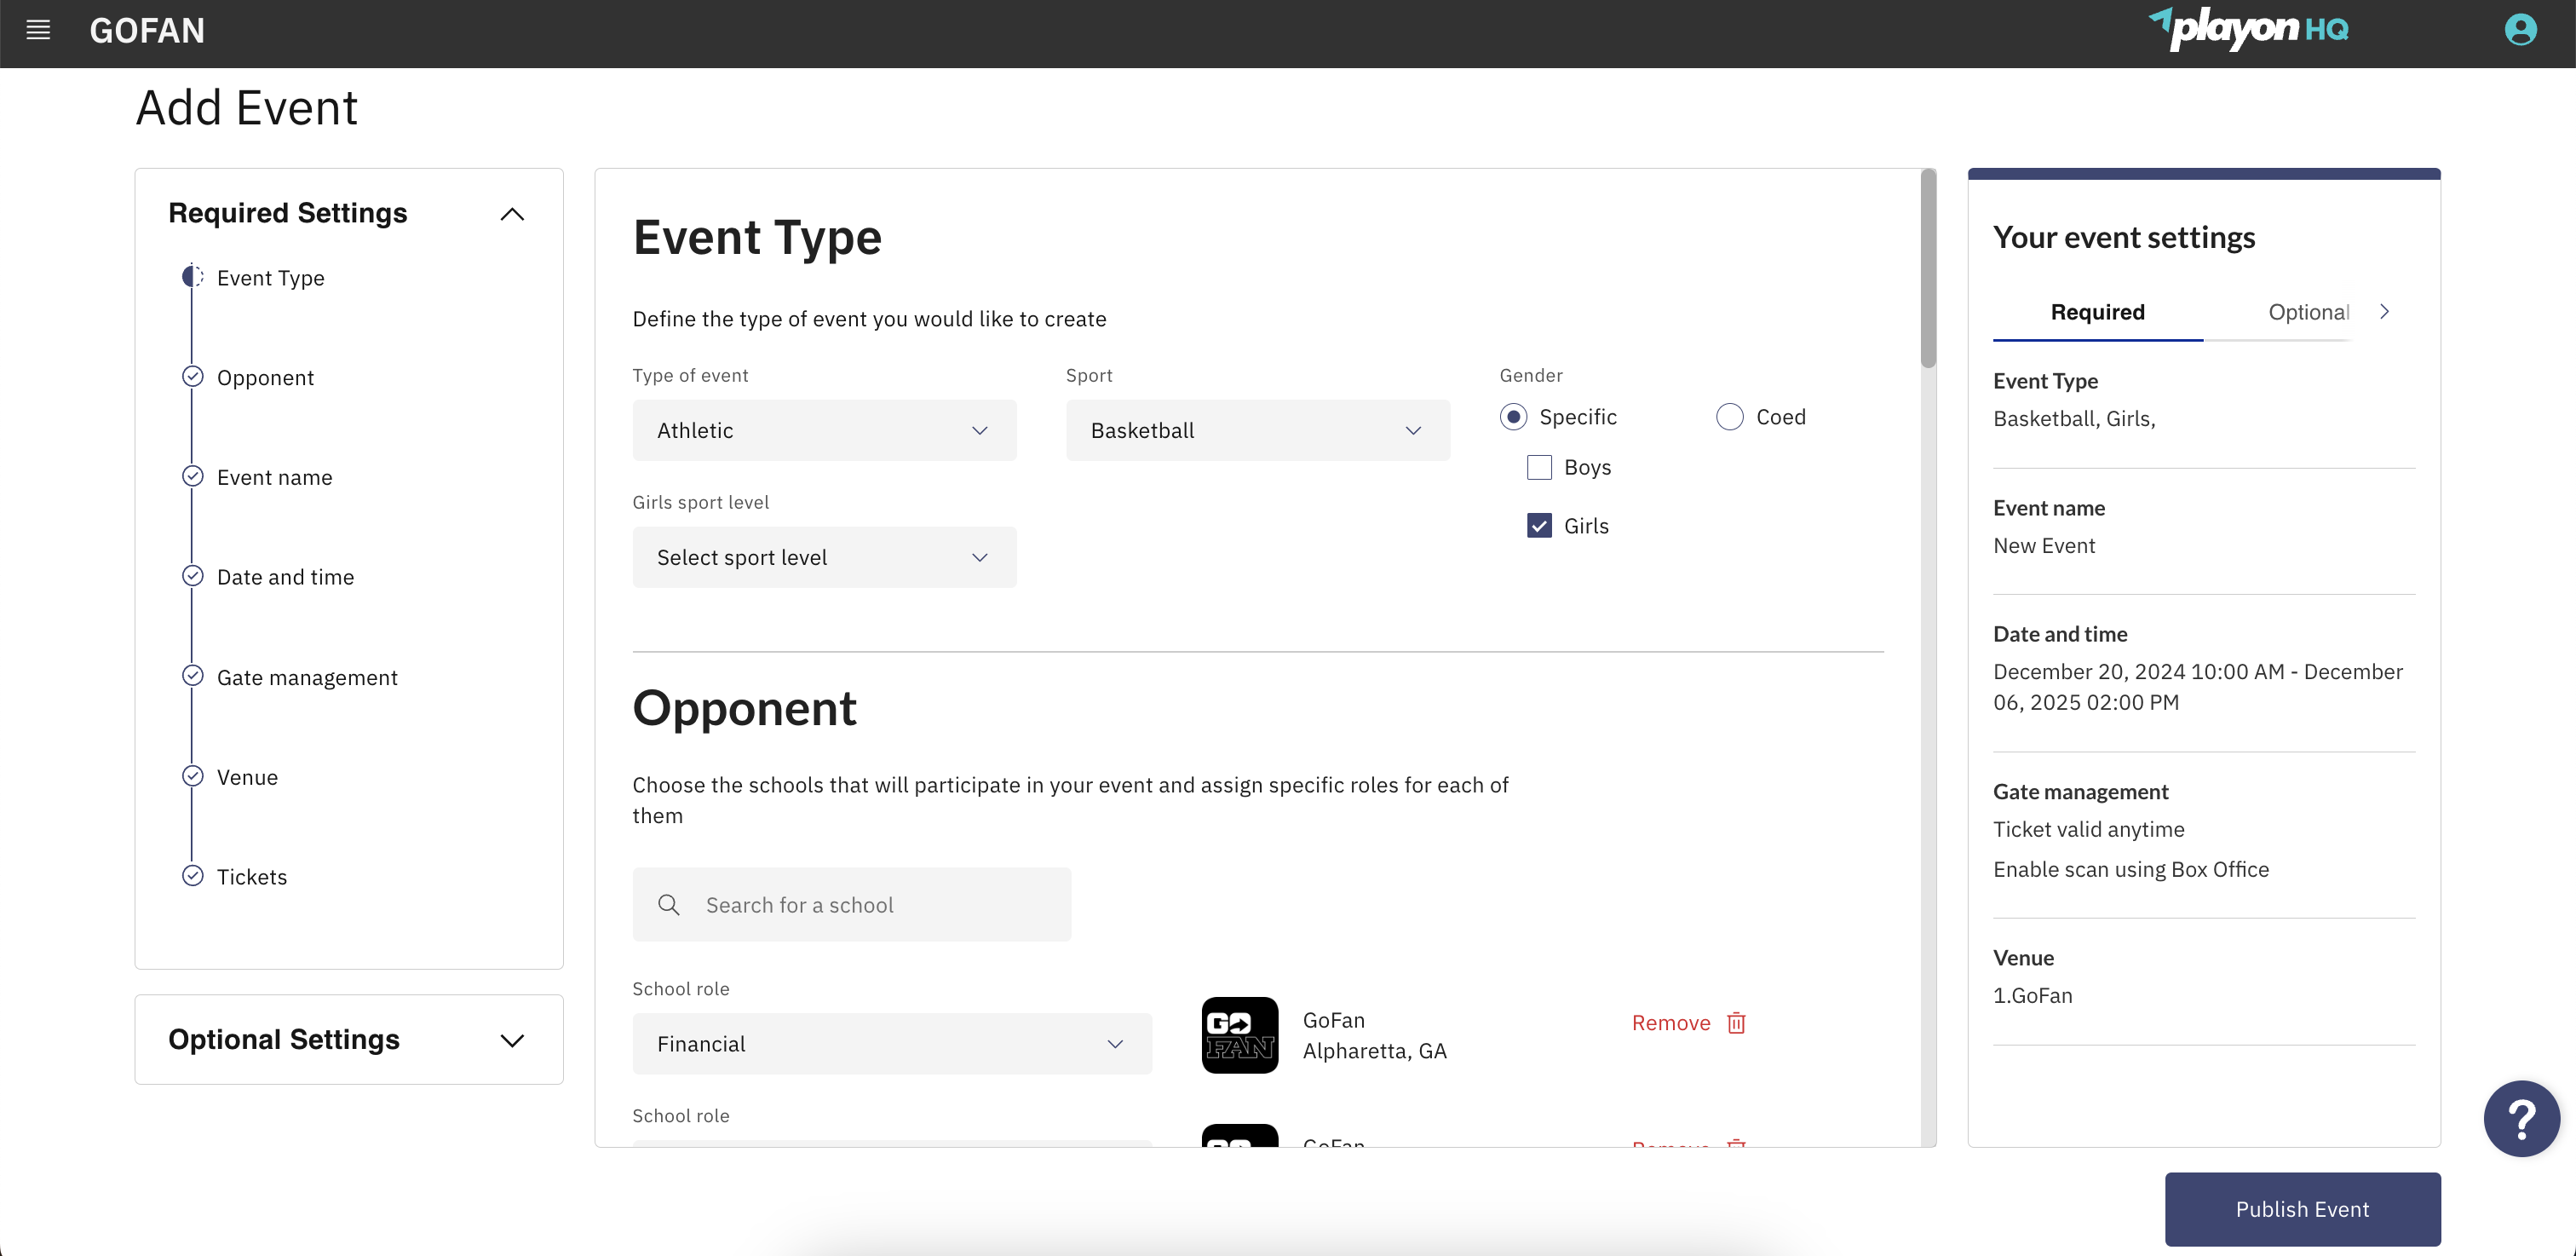 GOFAN
playon HQ
Add Event
Required Settings
Event Type
Opponent
Event name
Date and time
Gate management
Venue
Tickets
Optional Settings
Event Type
Define the type of event you would like to create
Type of event
Athletic
Sport
Basketball
Gender
Specific
Coed
Boys
Girls
Girls sport level
Select sport level
Opponent
Choose the schools that will participate in your event and assign specific roles for each of
them
Search for a school
School role
Financial
GO
FAN
GoFan
Alpharetta, GA
Remove
School role
GO
GoFan
Remove
Your event settings
Required
Optional
Event Type
Basketball, Girls,
Event name
New Event
Date and time
December 20, 2024 10:00 AM - December
06, 2025 02:00 PM
Gate management
Ticket valid anytime
Enable scan using Box Office
Venue
1.GoFan
?
Publish Event